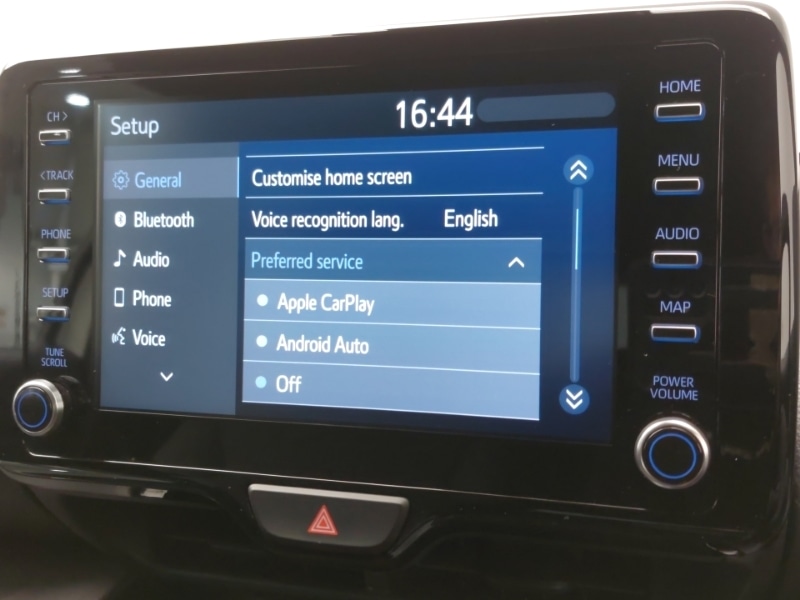 CH >
< TRACK
PHONE
SETUP
TUNE
SCROLL
Setup
16:44
General
Bluetooth
Audio
Phone
Voice
Customise home screen
Voice recognition lang. English
Preferred service
Apple CarPlay
Android Auto
Off
HOME
MENU
AUDIO
MAP
POWER
VOLUME